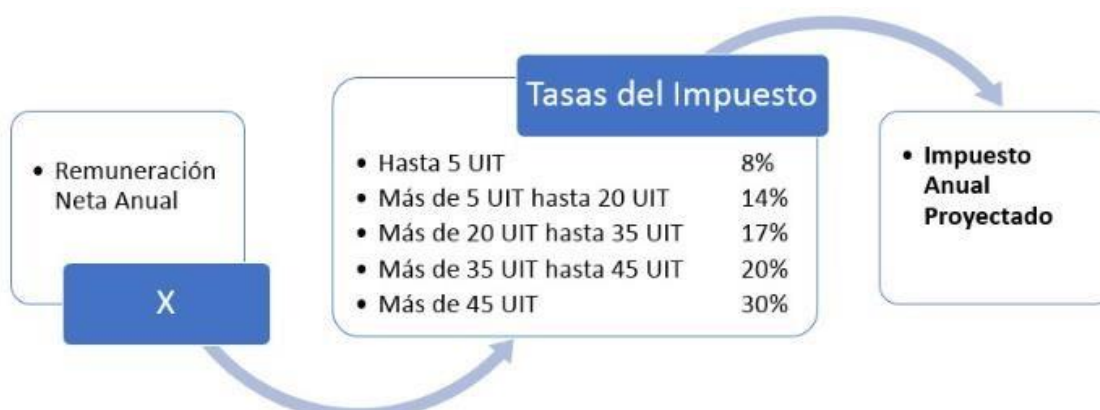 • Remuneración
Neta Anual
X
Tasas del Impuesto
• Hasta 5 UIT 8%
• Más de 5 UIT hasta 20 UIT 14%
• Más de 20 UIT hasta 35 UIT 17%
• Más de 35 UIT hasta 45 UIT 20%
• Más de 45 UIT 30%
• Impuesto
Anual
Proyectado